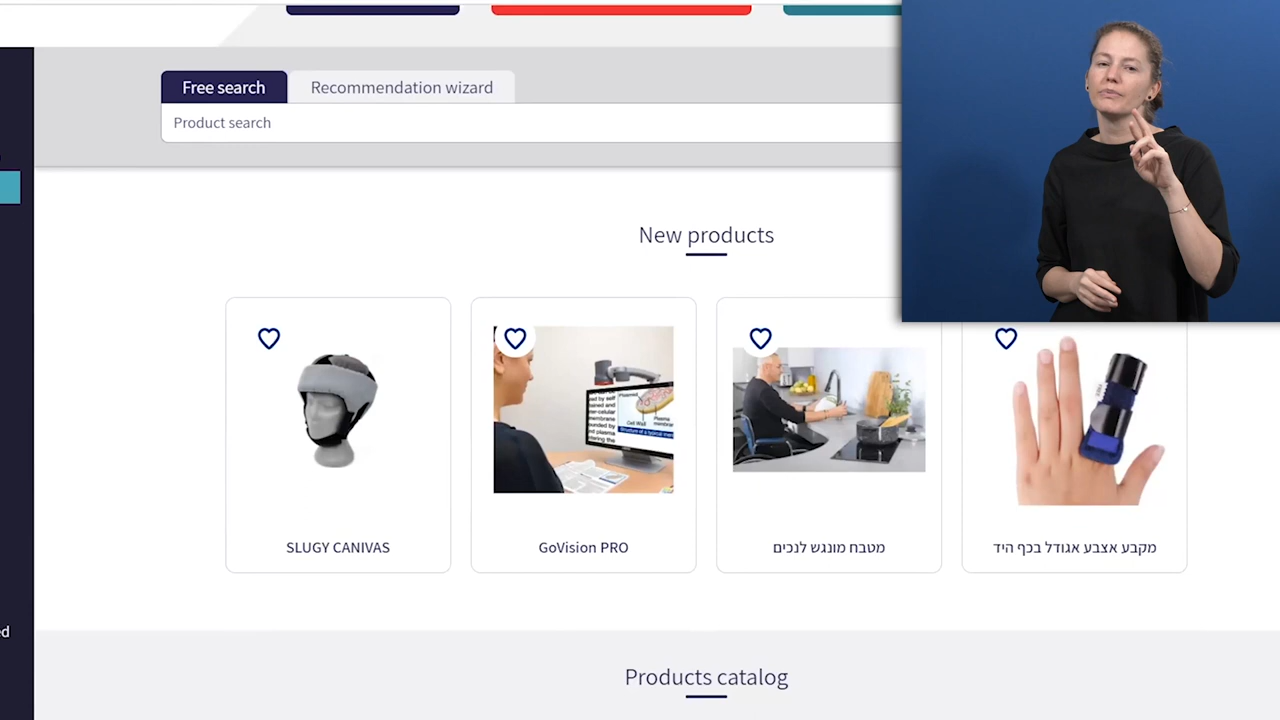 Free search
Recommendation wizard
Product search
New products
SLUGY CANIVAS
GoVision PRO
מטבח מונגש לנכים
מקבע אצבע אגודל בכף היד
ed
Products catalog